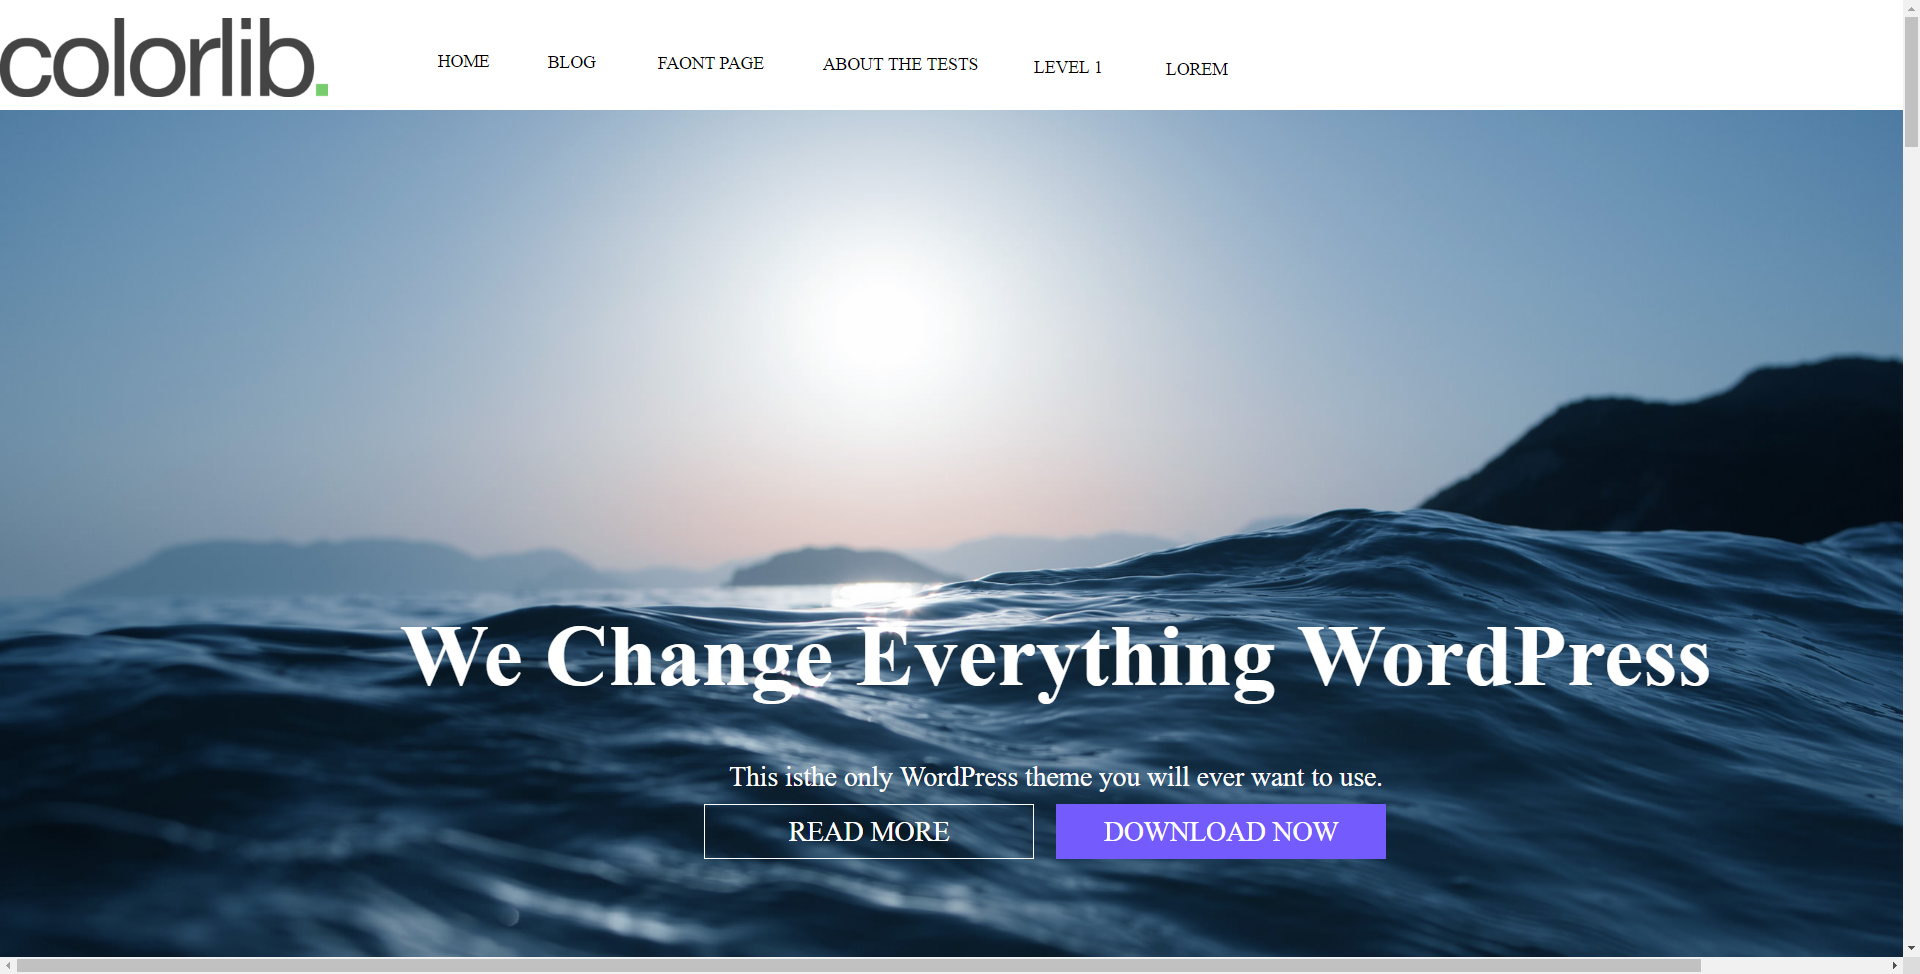 colorlib.
HOME BLOG FAONT PAGE ABOUT THE TESTS LEVEL 1 LOREM
We Change Everything WordPress
This isthe only WordPress theme you will ever want to use.
READ MORE DOWNLOAD NOW